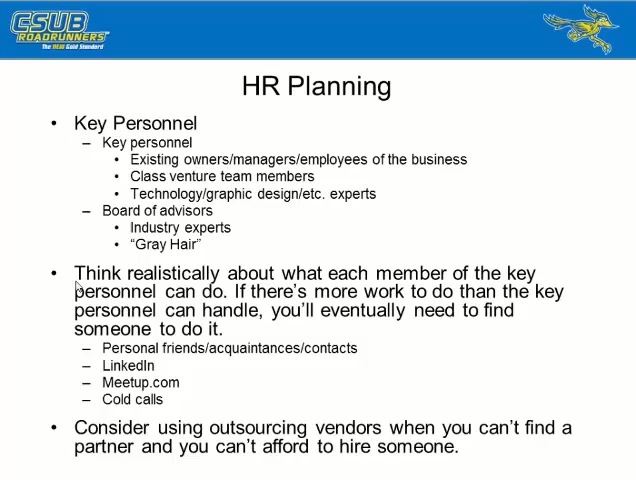 CSUB
ROADRUNNERS™
The NEW Gold Standard
HR Planning
• Key Personnel
– Key personnel
• Existing owners/managers/employees of the business
• Class venture team members
• Technology/graphic design/etc. experts
– Board of advisors
• Industry experts
• “Gray Hair”
• Think realistically about what each member of the key
personnel can do. If there’s more work to do than the key
personnel can handle, you’ll eventually need to find
someone to do it.
– Personal friends/acquaintances/contacts
– LinkedIn
– Meetup.com
– Cold calls
• Consider using outsourcing vendors when you can’t find a
partner and you can’t afford to hire someone.